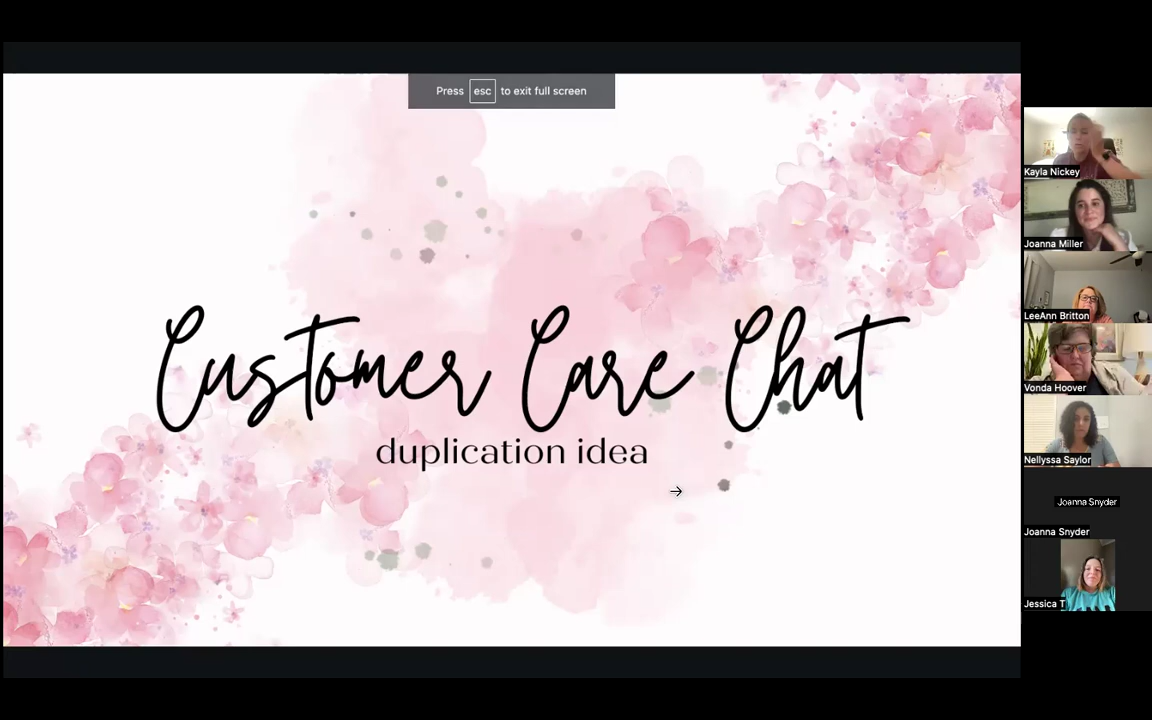 Press esc to exit full screen
Customer Care Chat
duplication idea
Kayla Nickey
Joanna Miller
LeeAnn Britton
Vonda Hoover
Nellyssa Saylor
Joanna Snyder
Joanna Snyder
Jessica T